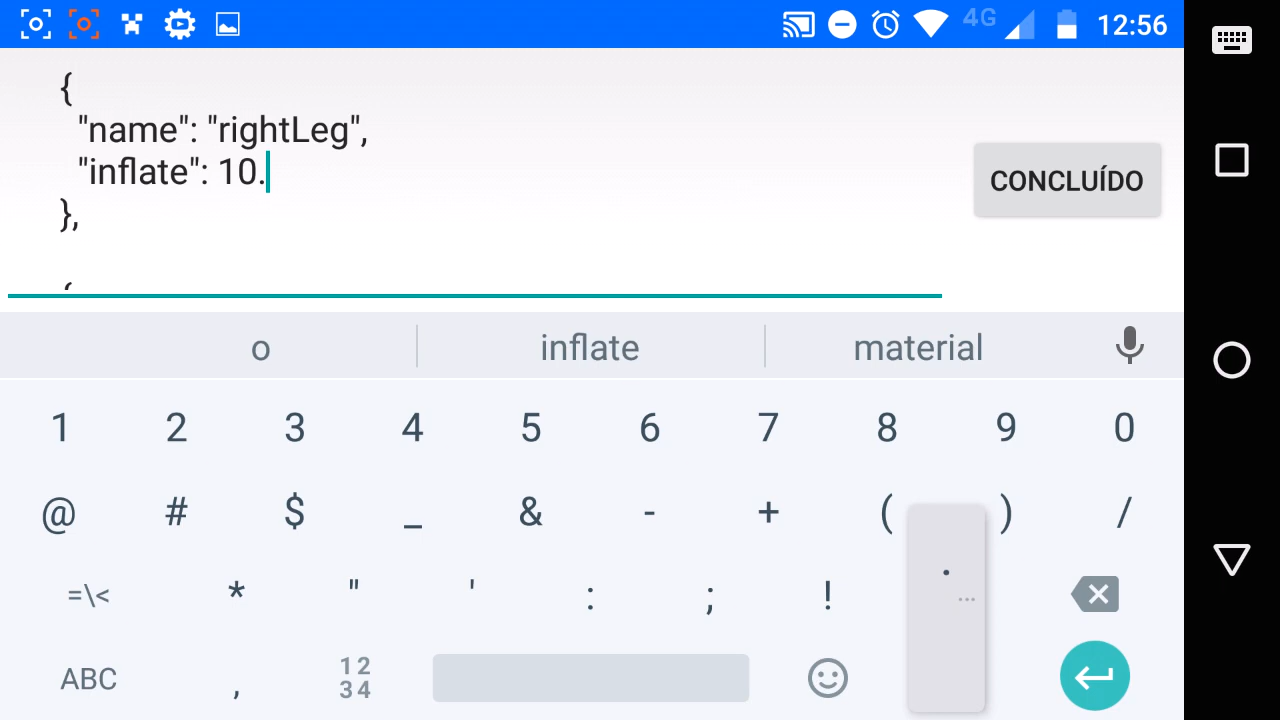 4G 12:56
{
"name": "rightLeg",
"inflate": 10.
},
CONCLUÍDO
o inflate material
1 2 3 4 5 6 7 8 9 0
@ # $ _ & - + ( ) /
=\< * " ' : ; ! . ...
ABC , 12 34